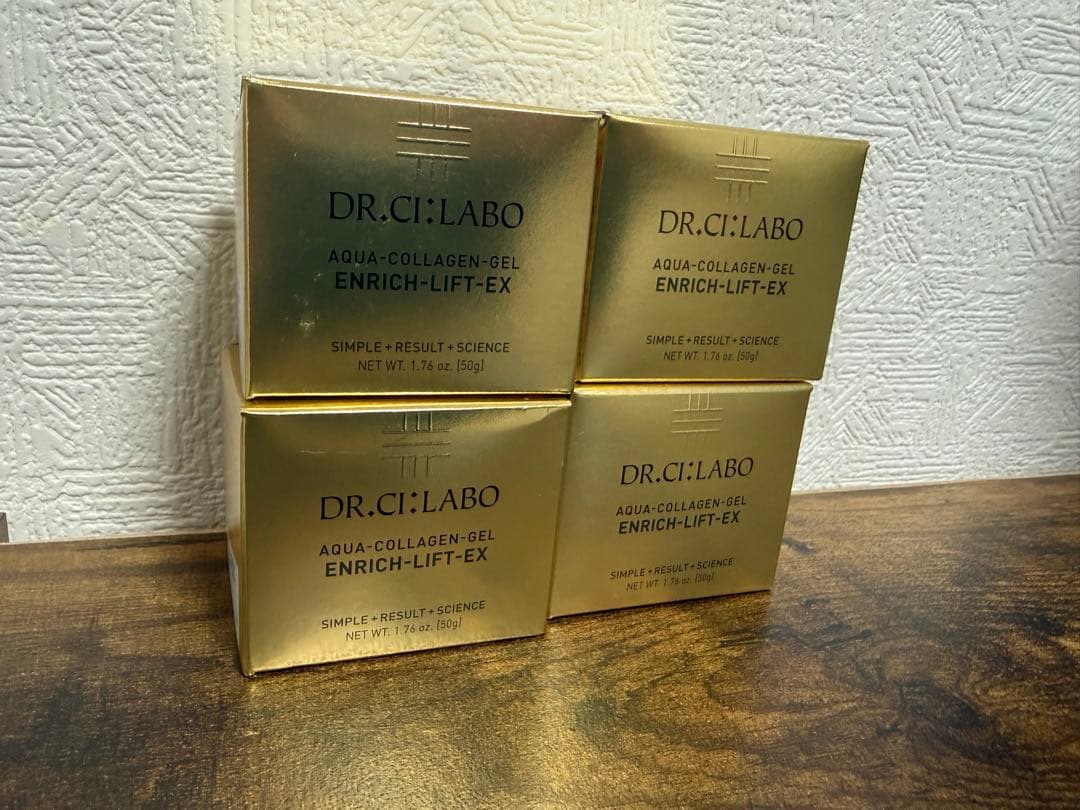 DR.CI:LABO
AQUA-COLLAGEN-GEL
ENRICH-LIFT-EX
SIMPLE+RESULT+SCIENCE
NET WT. 1.76 oz. [50g]
DR.CI:LABO
AQUA-COLLAGEN-GEL
ENRICH-LIFT-EX
SIMPLE+RESULT+SCIENCE
NET WT. 1.76 oz. [50g]
DR.CI:LABO
AQUA-COLLAGEN-GEL
ENRICH-LIFT-EX
SIMPLE+RESULT+SCIENCE
NET WT. 1.76 oz. [50g]
DR.CI:LABO
AQUA-COLLAGEN-GEL
ENRICH-LIFT-EX
SIMPLE+RESULT+SCIENCE
NET WT. 1.76 oz. [50g]